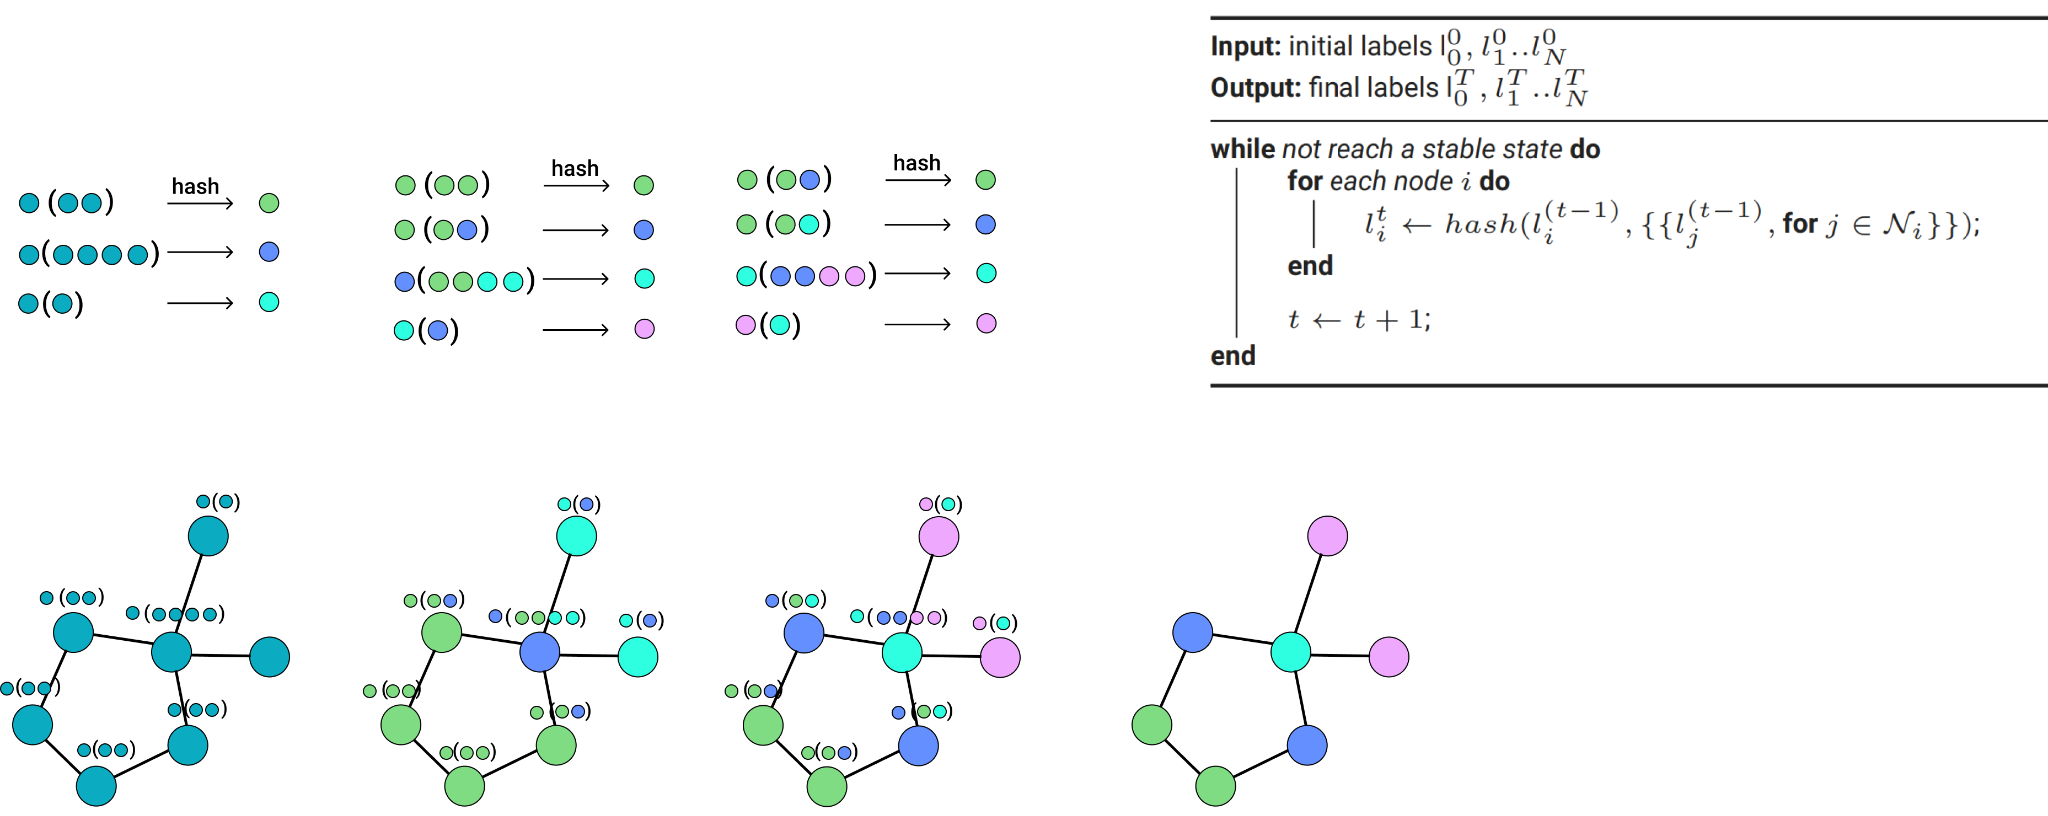 hash
hash
hash
Input: initial labels l_0^0, l_1^0..l_N^0
Output: final labels l_0^T, l_1^T..l_N^T
while not reach a stable state do
for each node i do
l_i^t ← hash(l_i^{(t−1)}, {{l_j^{(t−1)}, for j ∈ 𝒩_i}});
end
t ← t + 1;
end